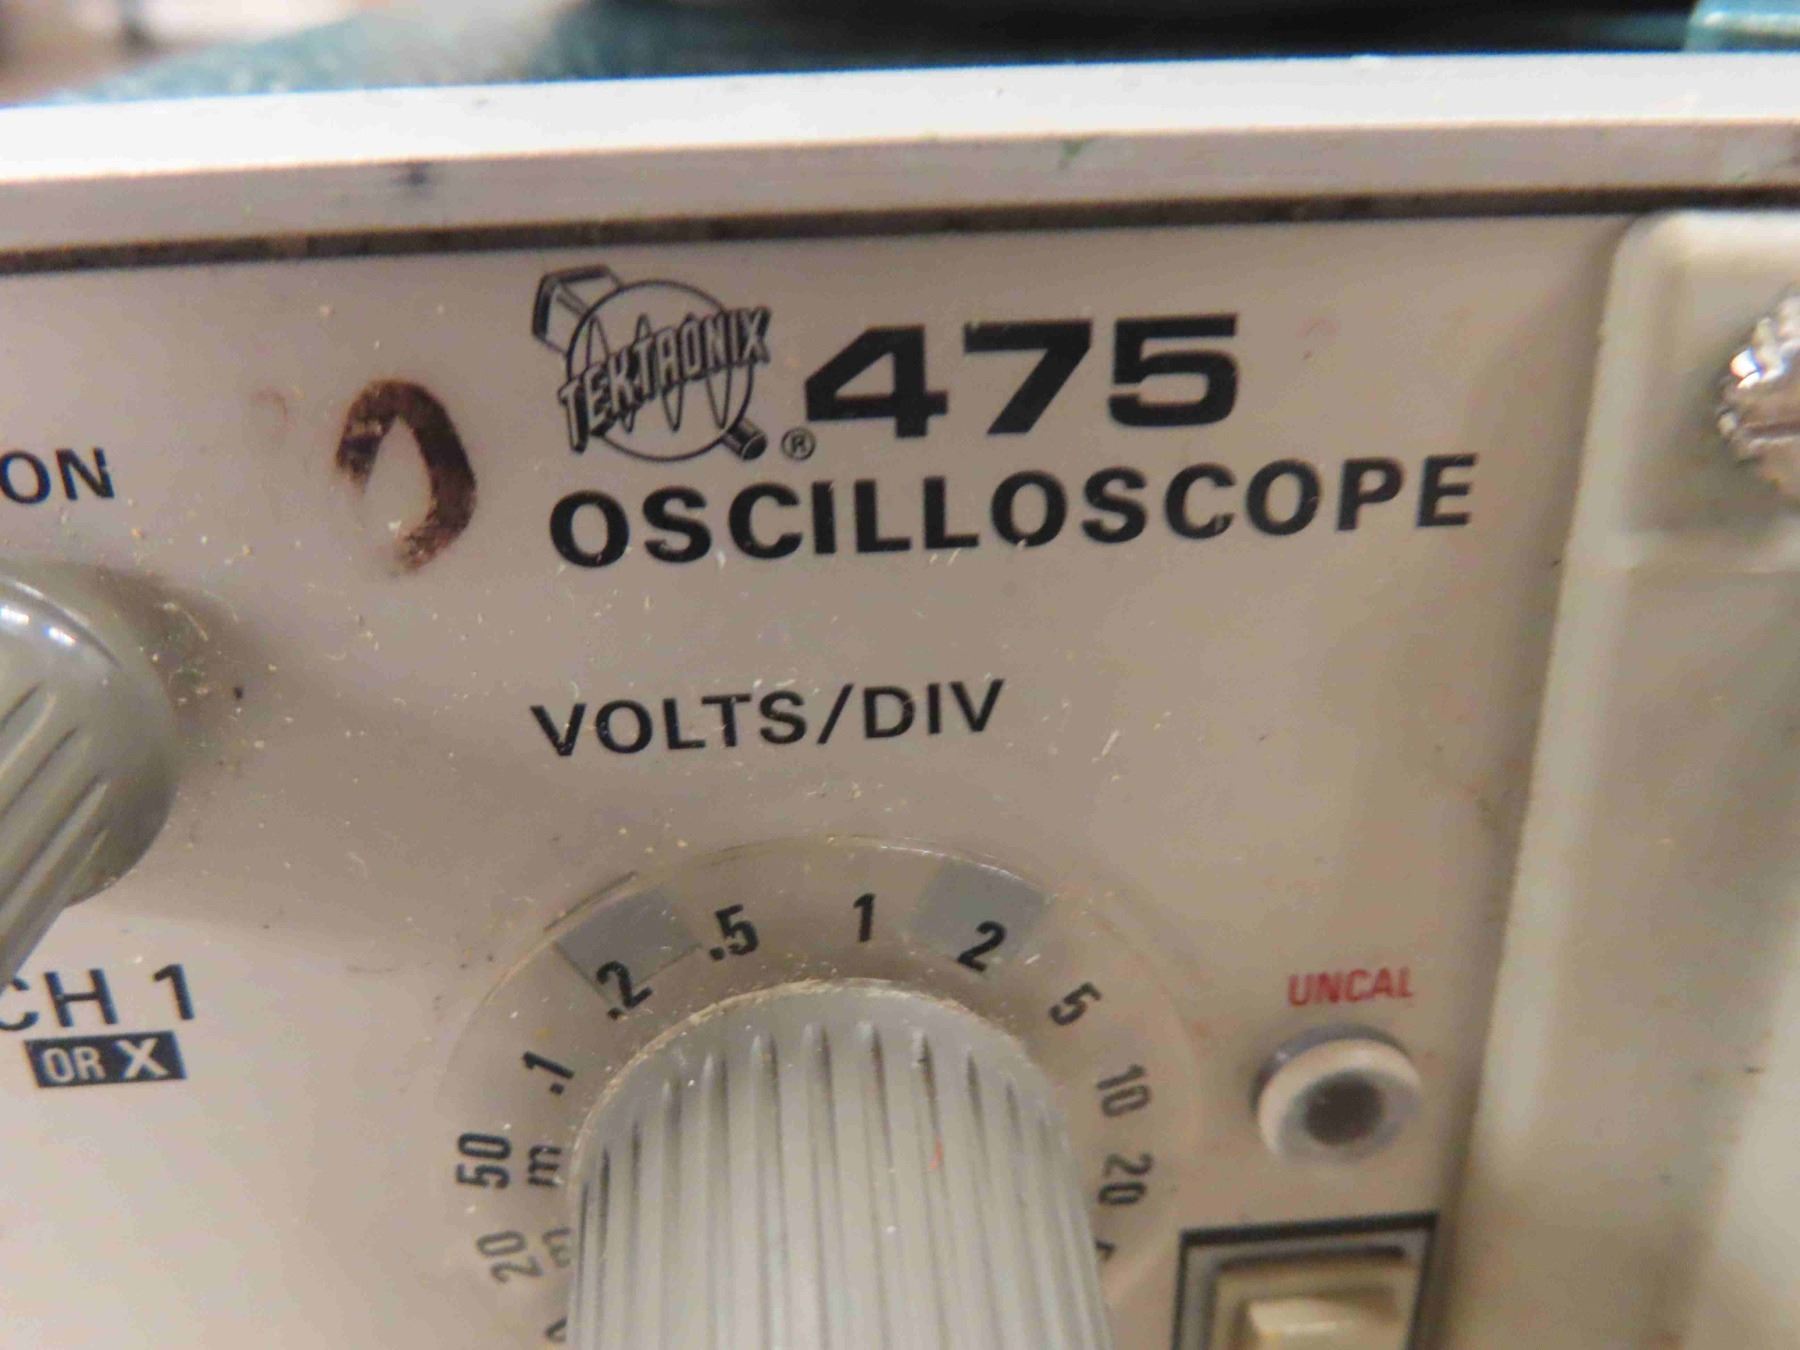 TEKTRONIX ® 475
OSCILLOSCOPE
ON
VOLTS/DIV
.1 .2 .5 1 2 5 10 20
50 m
20 m
UNCAL
CH 1
OR X